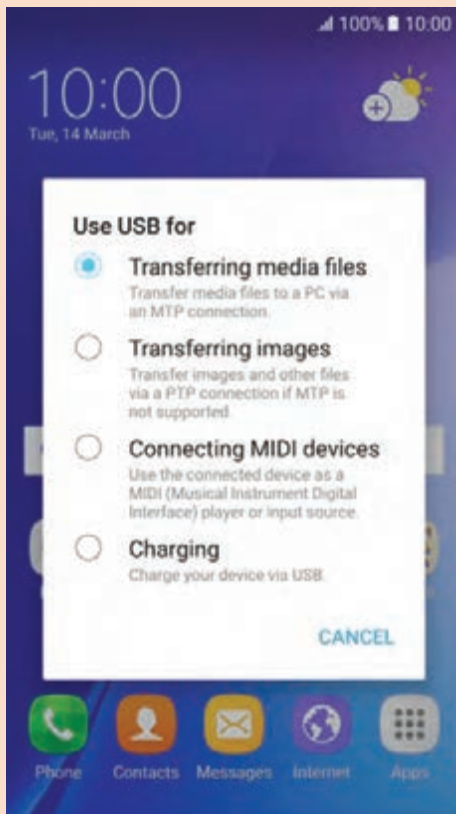 100% 10:00
10:00
Tue, 14 March
Use USB for
Transferring media files
Transfer media files to a PC via
an MTP connection.
Transferring images
Transfer images and other files
via a PTP connection if MTP is
not supported.
Connecting MIDI devices
Use the connected device as a
MIDI (Musical Instrument Digital
Interface) player or input source.
Charging
Charge your device via USB.
CANCEL
Phone Contacts Messages Internet Apps